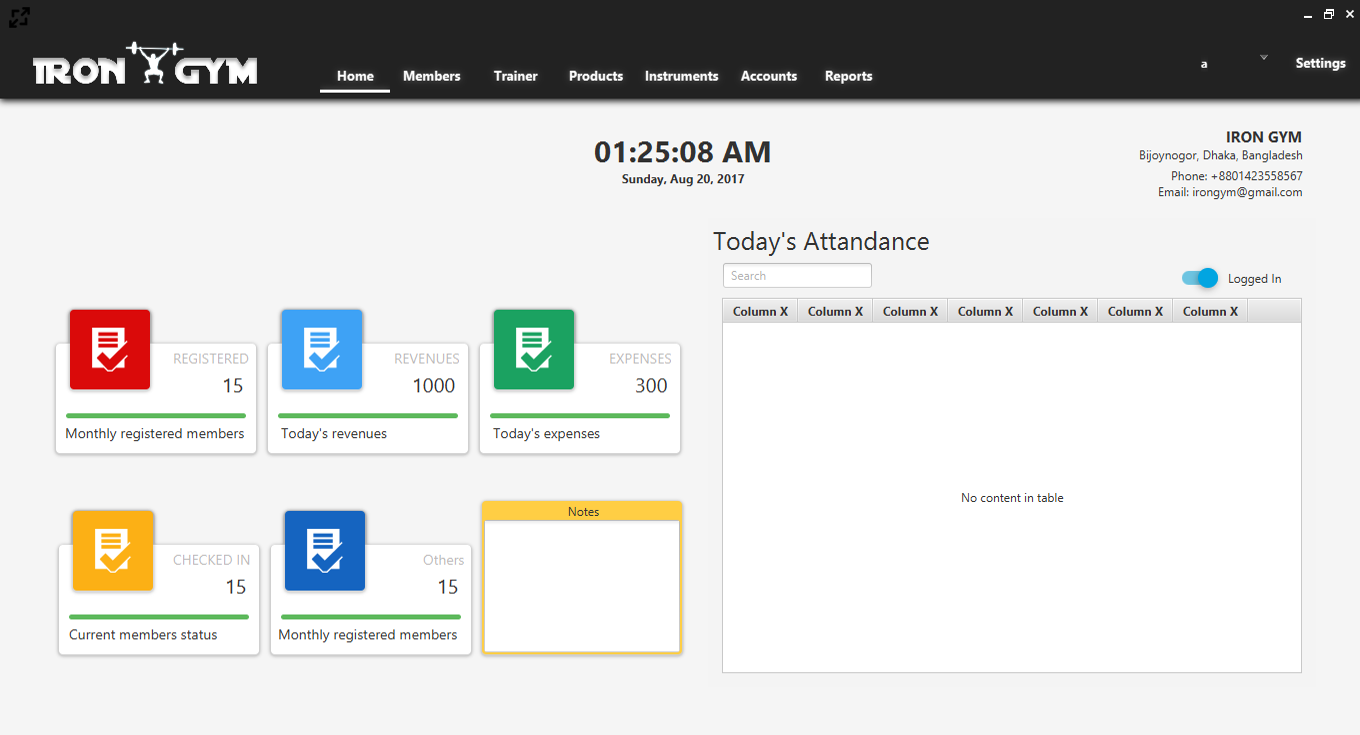 IRON GYM
Home Members Trainer Products Instruments Accounts Reports
a
Settings
01:25:08 AM
Sunday, Aug 20, 2017
IRON GYM
Bijoynogor, Dhaka, Bangladesh
Phone: +8801423558567
Email: irongym@gmail.com
REGISTERED
15
Monthly registered members
REVENUES
1000
Today's revenues
EXPENSES
300
Today's expenses
CHECKED IN
15
Current members status
Others
15
Monthly registered members
Notes
Today's Attandance
Search
Logged In
Column X Column X Column X Column X Column X Column X Column X
No content in table